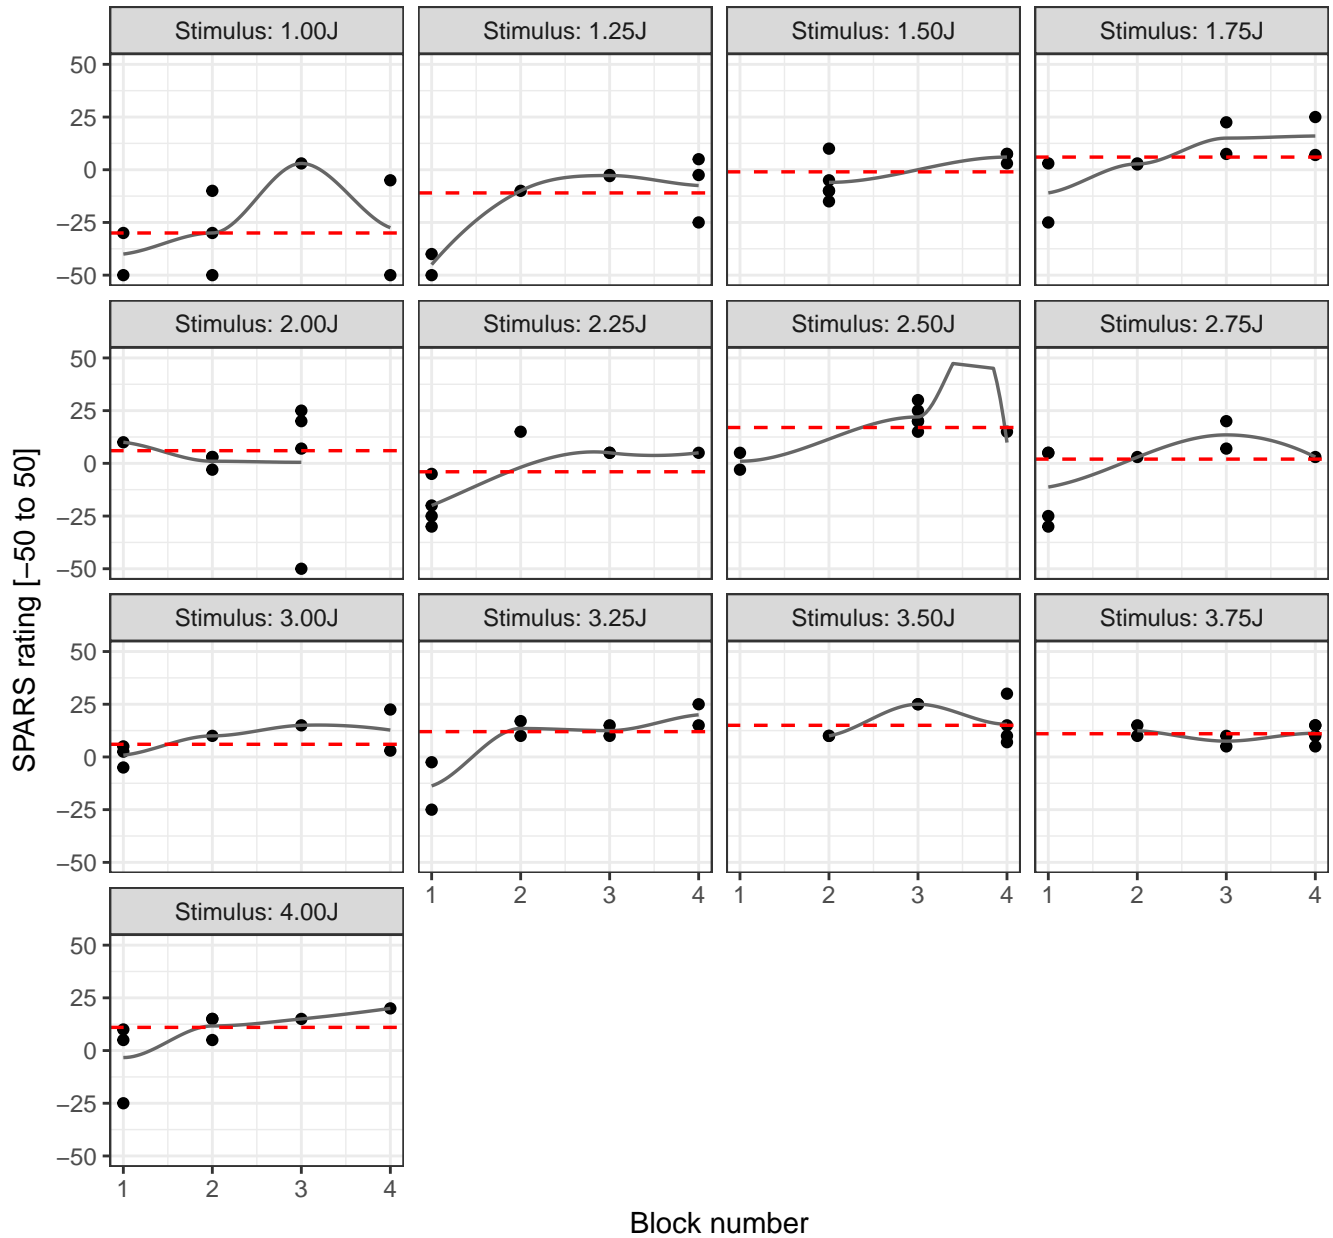 Stimulus: 1.00J Stimulus: 1.25J Stimulus: 1.50J Stimulus: 1.75J
50
25
0
−25
−50
Stimulus: 2.00J Stimulus: 2.25J Stimulus: 2.50J Stimulus: 2.75J
50
25
0
−25
−50
Stimulus: 3.00J Stimulus: 3.25J Stimulus: 3.50J Stimulus: 3.75J
50
25
0
−25
−50
1 2 3 4 1 2 3 4 1 2 3 4
Stimulus: 4.00J
50
25
0
−25
−50
1 2 3 4
SPARS rating [−50 to 50]
Block number